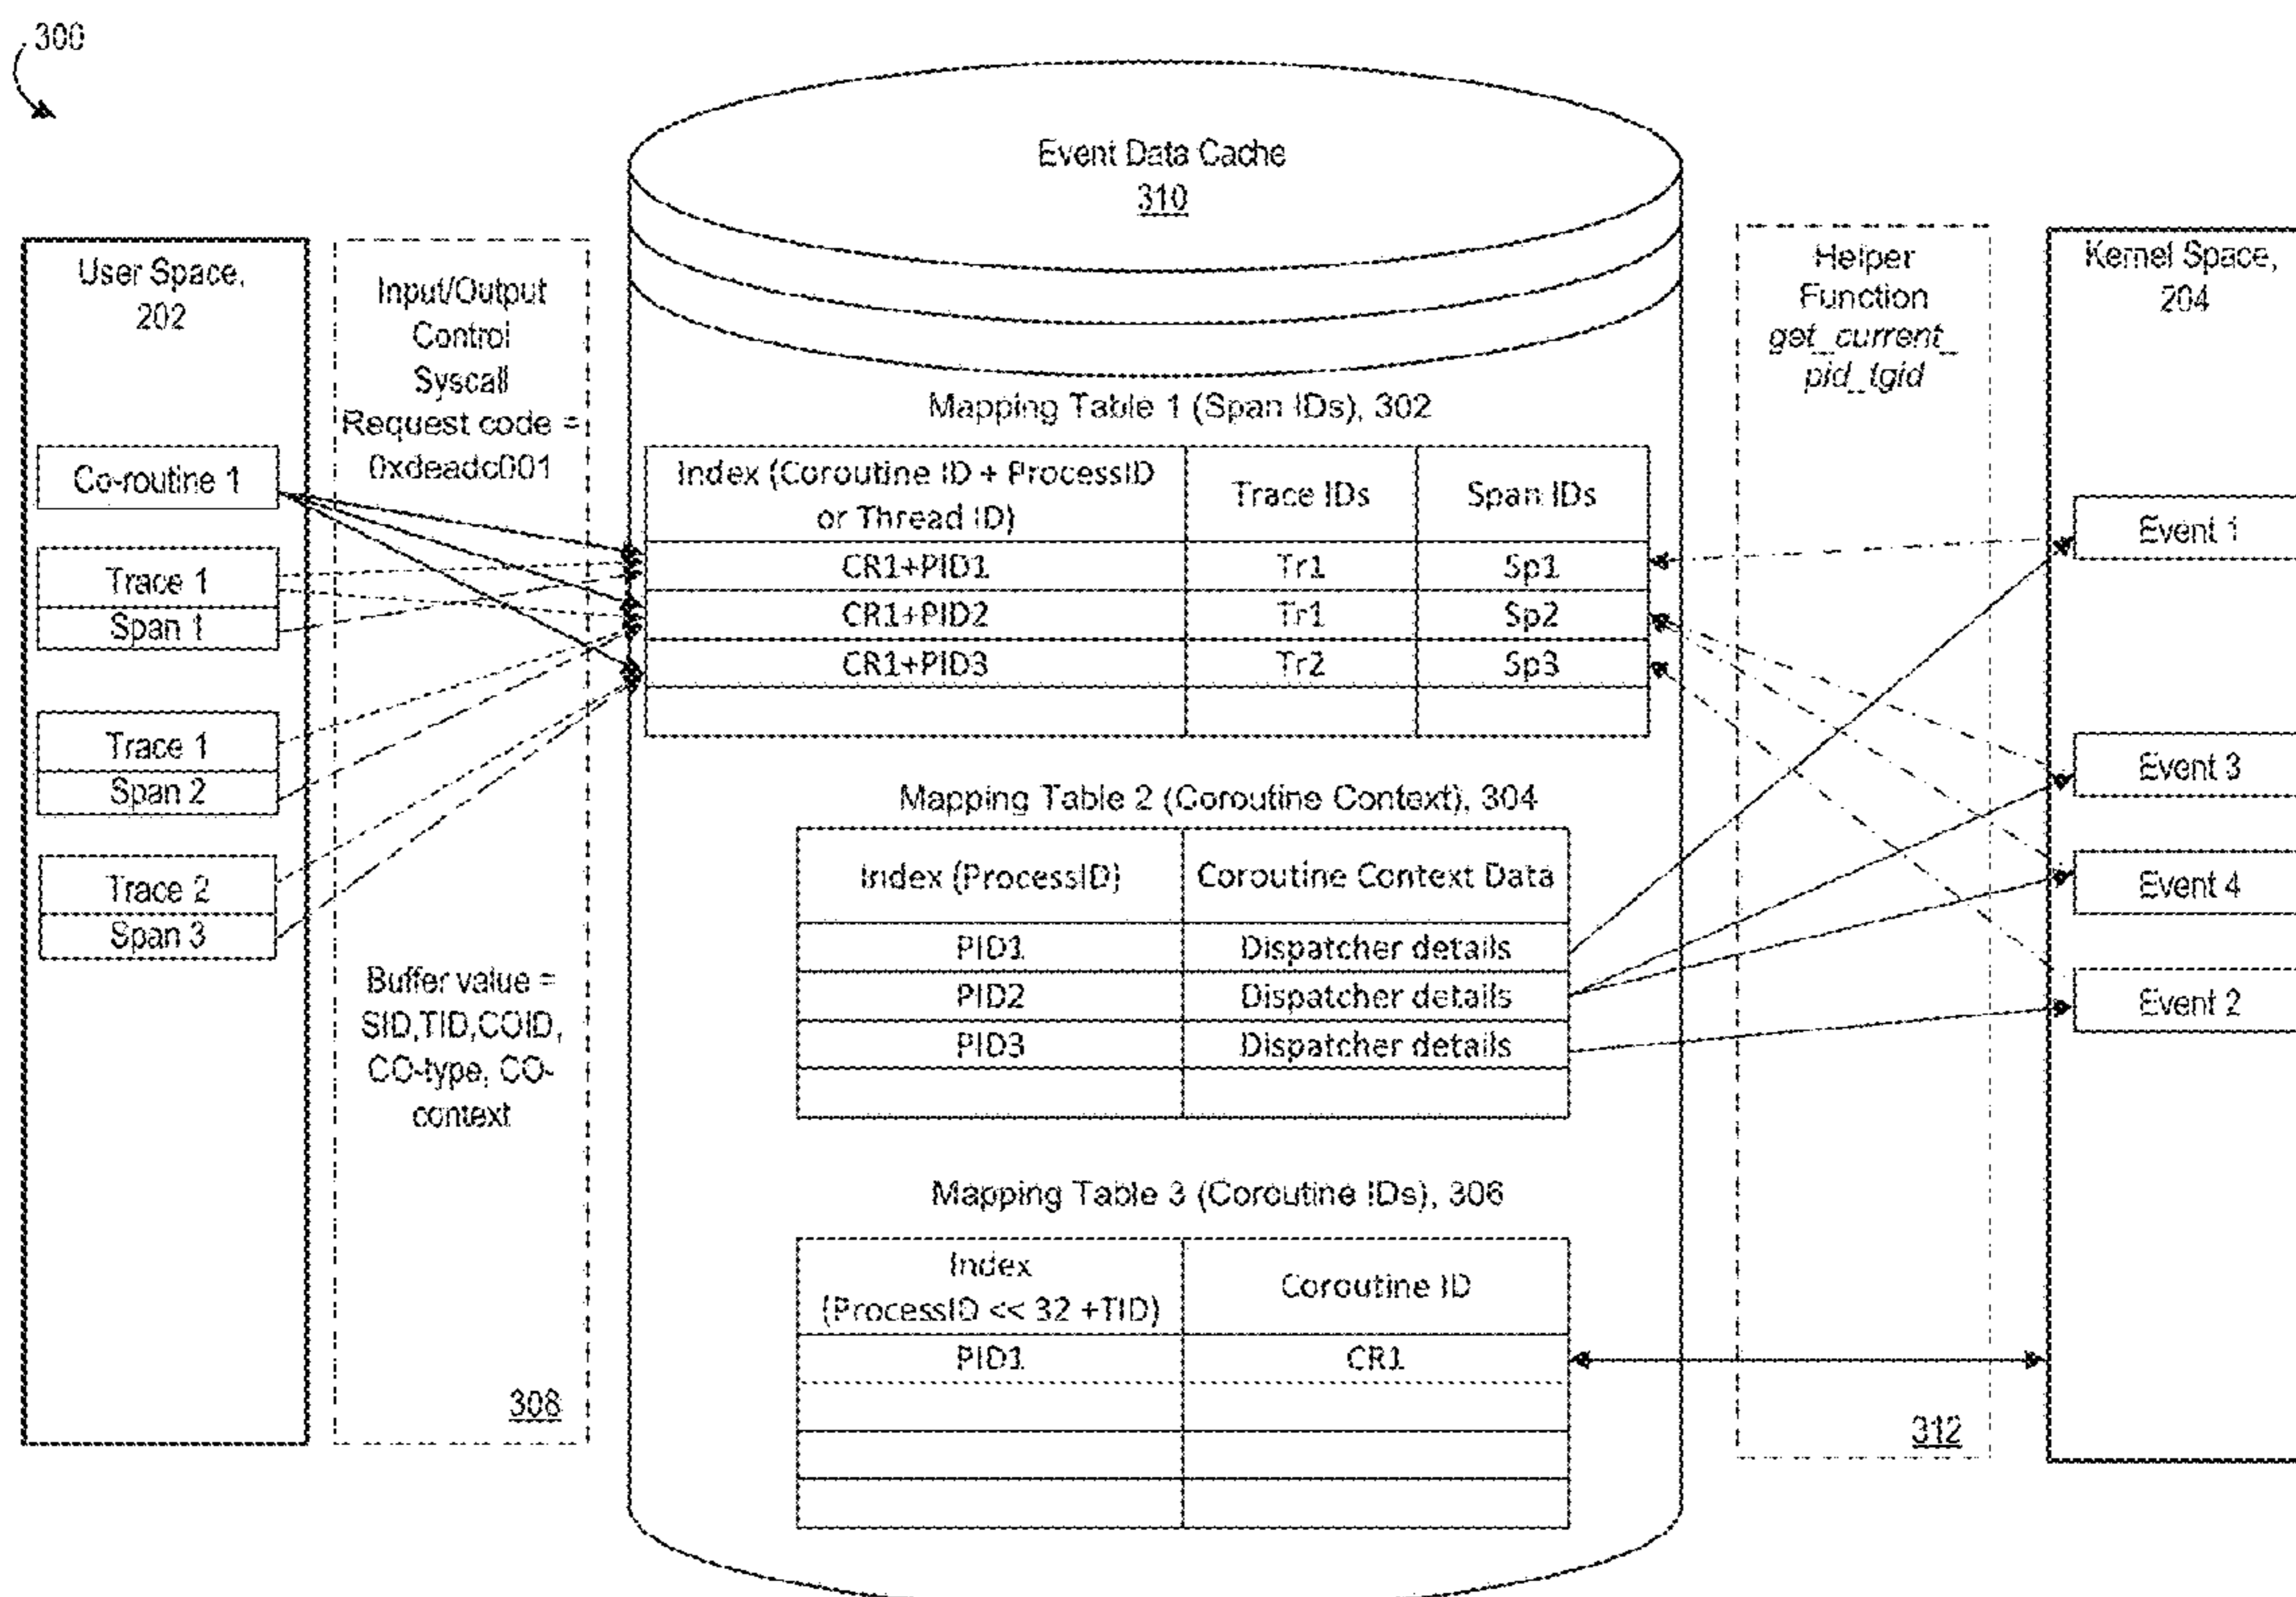 300
Event Data Cache
310
User Space,
202
Input/Output
Control
Syscall
Request code =
0xdeadc001
Helper
Function
get_current_
pid_tgid
Kernel Space,
204
Co-routine 1
Trace 1
Span 1
Trace 1
Span 2
Trace 2
Span 3
Buffer value =
SID,TID,COID,
CO-type, CO-
context
308
Mapping Table 1 (Span IDs), 302
Index (Coroutine ID + ProcessID
or Thread ID)
Trace IDs
Span IDs
CR1+PID1
Tr1
Sp1
CR1+PID2
Tr1
Sp2
CR1+PID3
Tr2
Sp3
Mapping Table 2 (Coroutine Context), 304
Index (ProcessID)
Coroutine Context Data
PID1
Dispatcher details
PID2
Dispatcher details
PID3
Dispatcher details
Mapping Table 3 (Coroutine IDs), 306
Index
(ProcessID << 32 +TID)
Coroutine ID
PID1
CR1
312
Event 1
Event 3
Event 4
Event 2